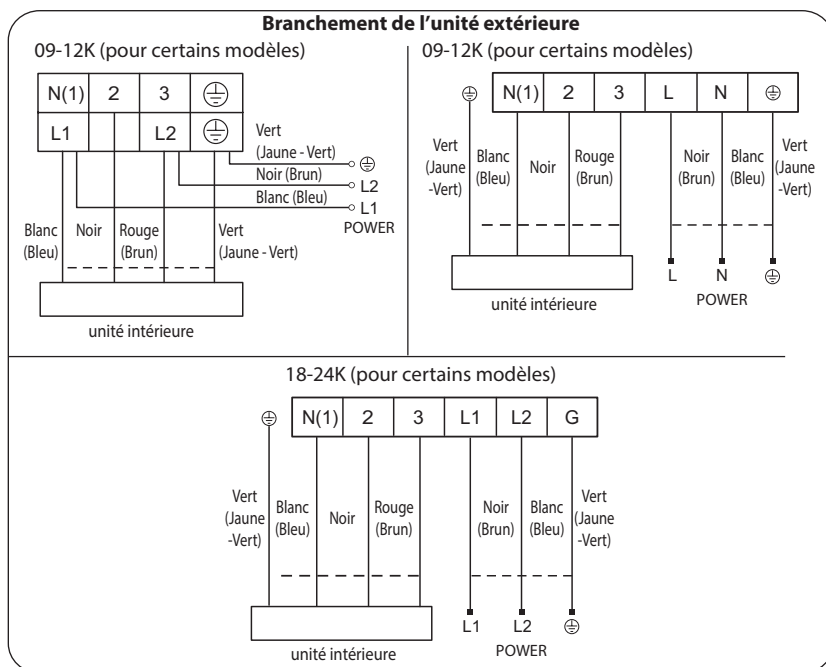 Branchement de l’unité extérieure
09-12K (pour certains modèles)
N(1) 2 3
L1 L2
Vert
(Jaune - Vert)
Noir (Brun)
L2
Blanc (Bleu)
L1
POWER
Blanc
(Bleu)
Noir
Rouge
(Brun)
Vert
(Jaune - Vert)
unité intérieure
09-12K (pour certains modèles)
N(1) 2 3 L N
Vert
(Jaune
-Vert)
Blanc
(Bleu)
Noir
Rouge
(Brun)
Noir
(Brun)
Blanc
(Bleu)
Vert
(Jaune
-Vert)
L N
POWER
unité intérieure
18-24K (pour certains modèles)
N(1) 2 3 L1 L2 G
Vert
(Jaune
-Vert)
Blanc
(Bleu)
Noir
Rouge
(Brun)
Noir
(Brun)
Blanc
(Bleu)
Vert
(Jaune
-Vert)
L1 L2
POWER
unité intérieure